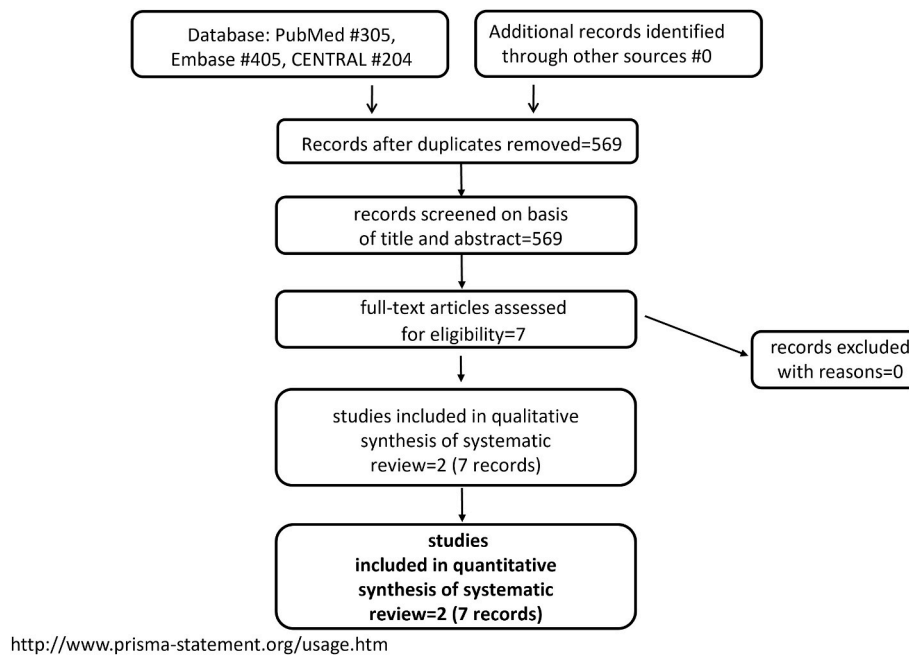 Database: PubMed #305,
Embase #405, CENTRAL #204
Additional records identified
through other sources #0
Records after duplicates removed=569
records screened on basis
of title and abstract=569
full-text articles assessed
for eligibility=7
records excluded
with reasons=0
studies included in qualitative
synthesis of systematic
review=2 (7 records)
studies
included in quantitative
synthesis of systematic
review=2 (7 records)
http://www.prisma-statement.org/usage.htm